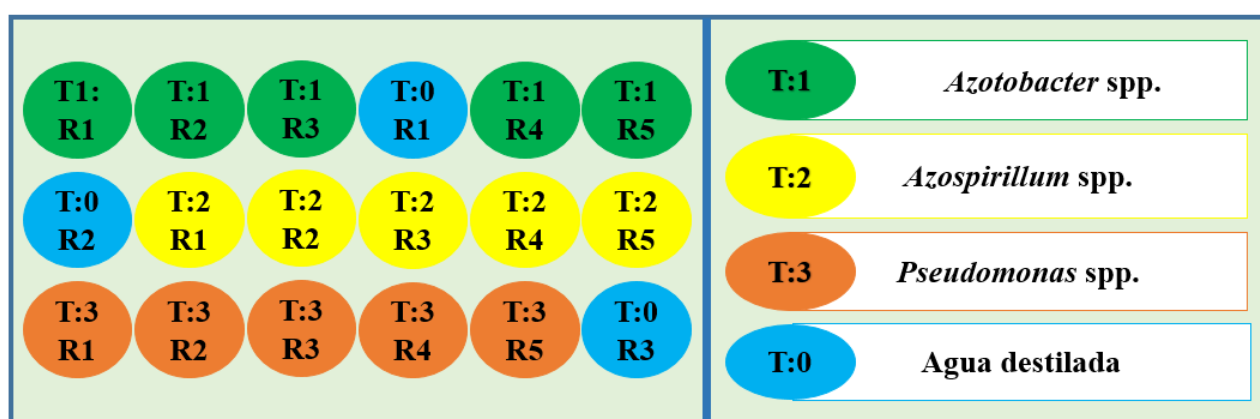 T1: T:1 T:1 T:0 T:1 T:1
R1 R2 R3 R1 R4 R5
T:0 T:2 T:2 T:2 T:2 T:2
R2 R1 R2 R3 R4 R5
T:3 T:3 T:3 T:3 T:3 T:0
R1 R2 R3 R4 R5 R3
T:1 Azotobacter spp.
T:2 Azospirillum spp.
T:3 Pseudomonas spp.
T:0 Agua destilada